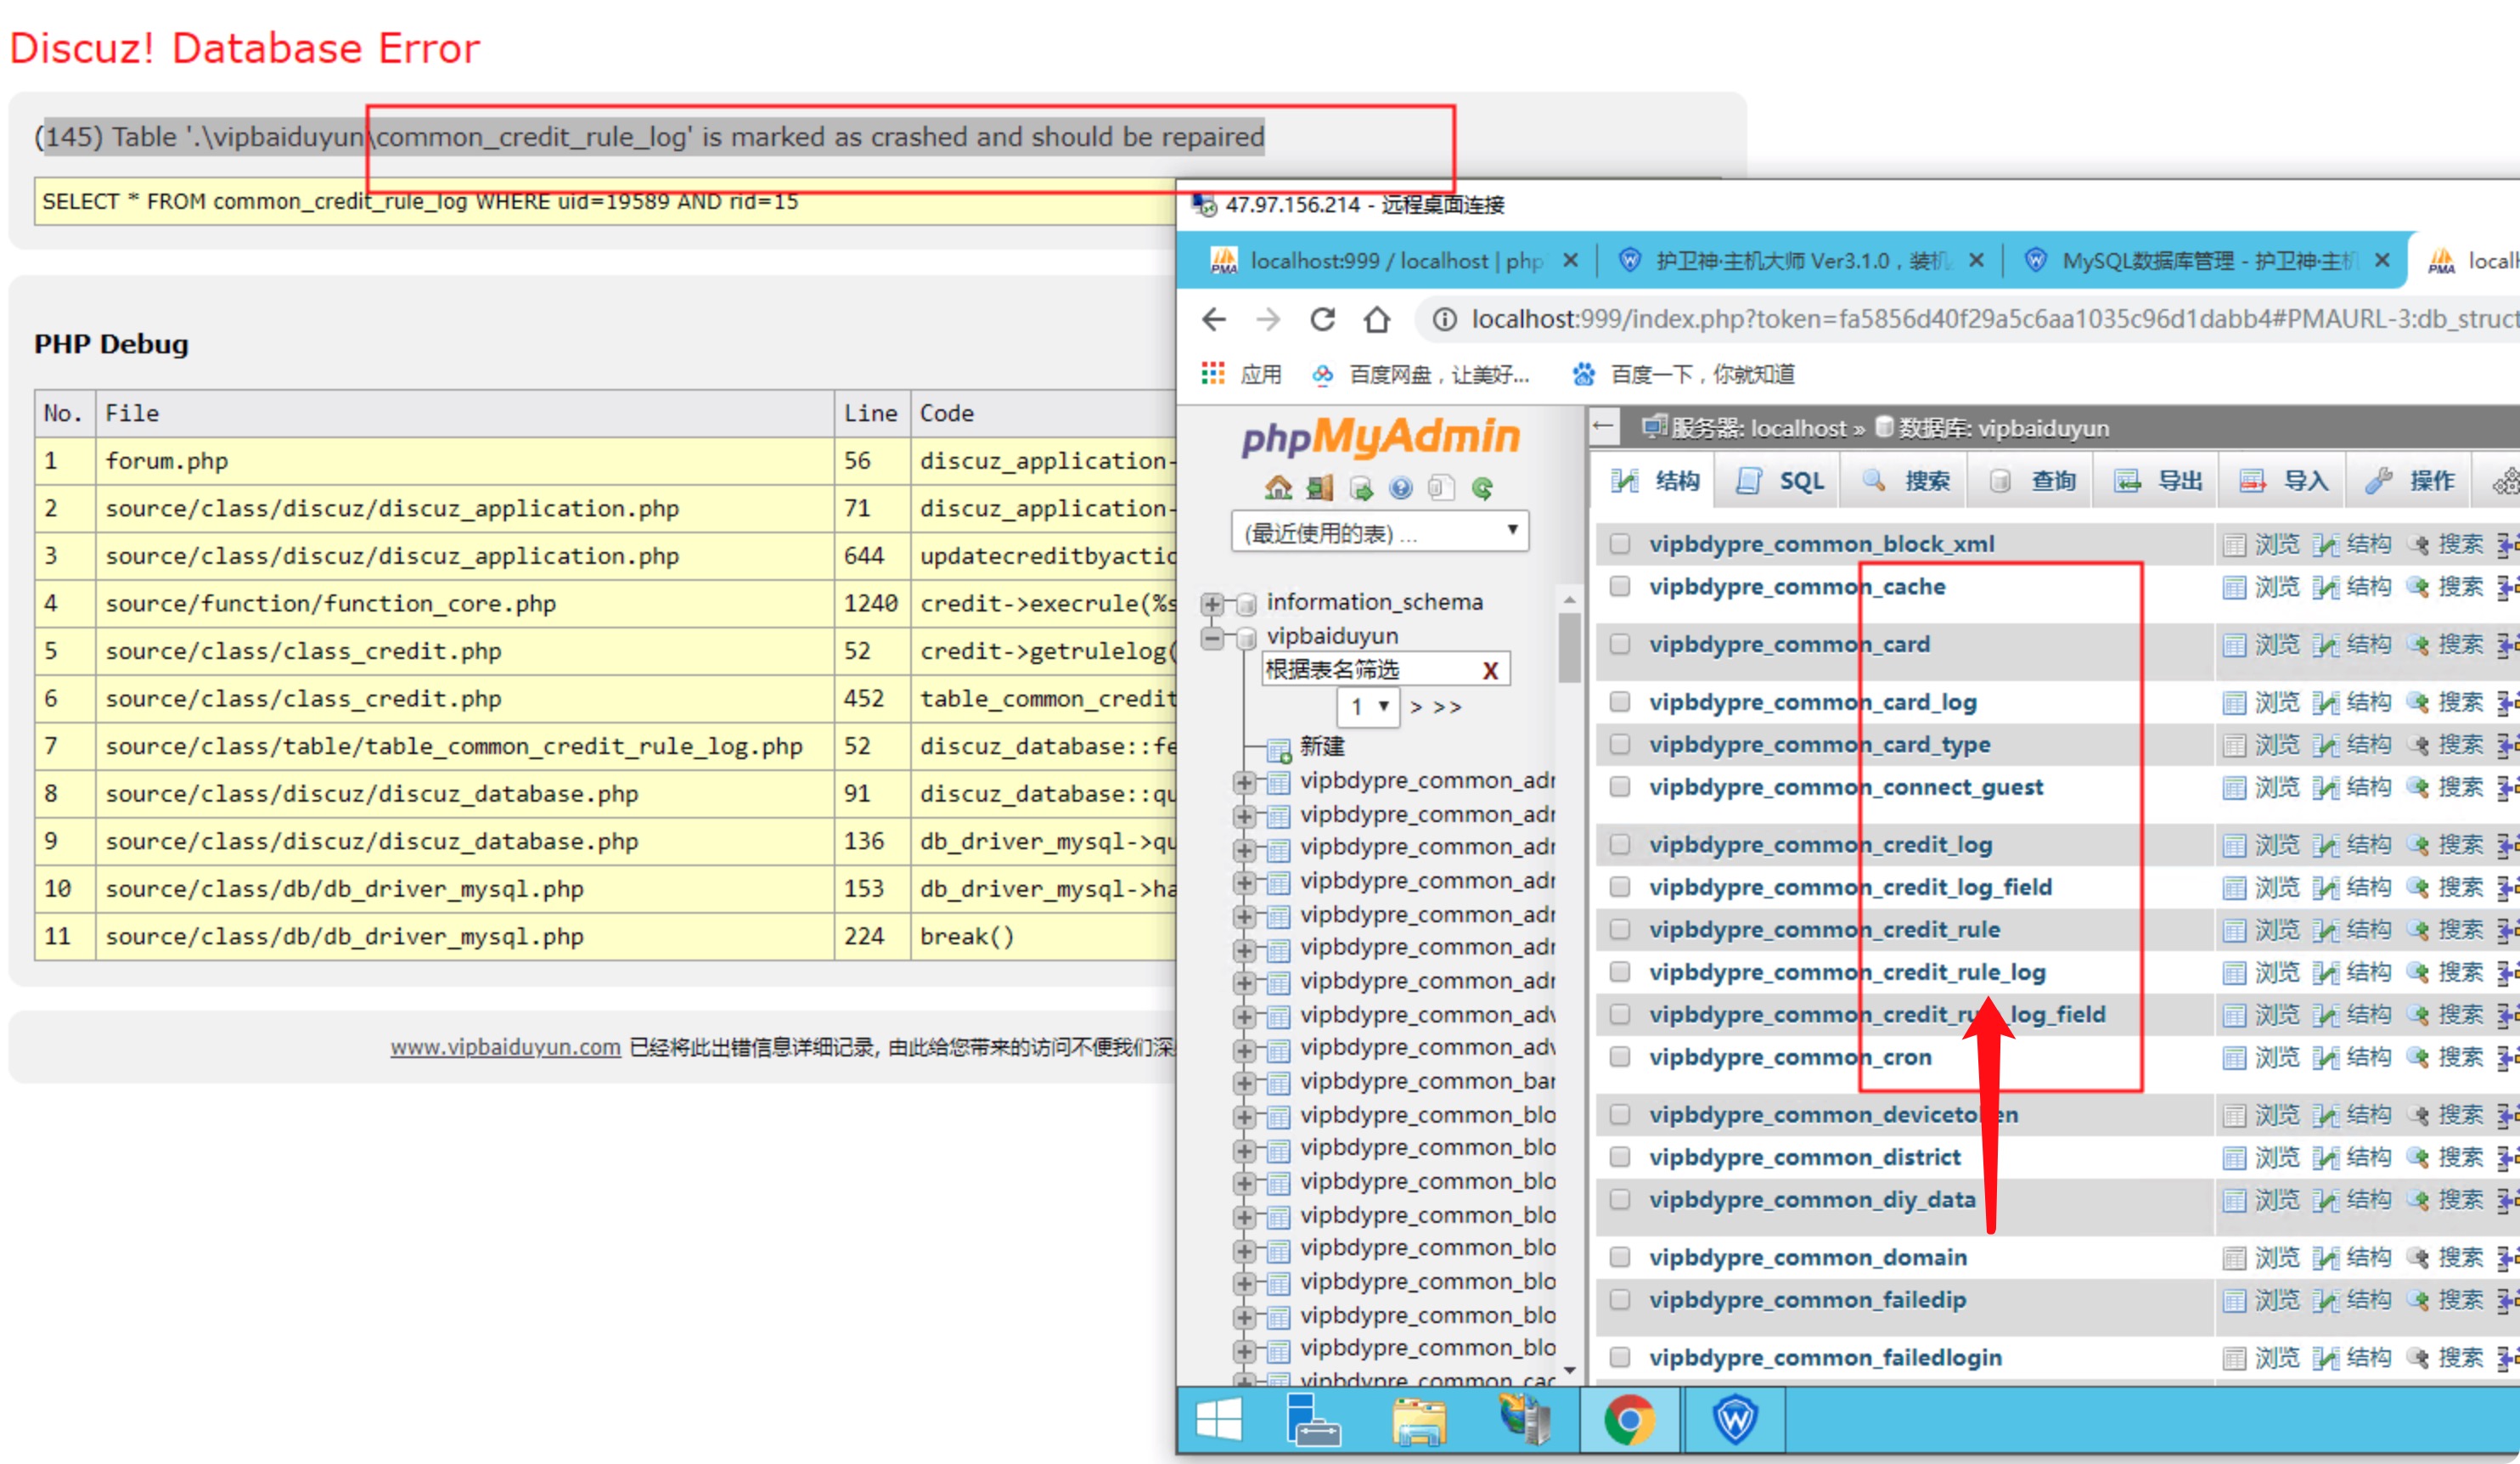 Discuz! Database Error
(145) Table '.\vipbaiduyun\common_credit_rule_log' is marked as crashed and should be repaired
SELECT * FROM common_credit_rule_log WHERE uid=19589 AND rid=15
PHP Debug
No. File Line Code
1 forum.php 56 discuz_application-
2 source/class/discuz/discuz_application.php 71 discuz_application-
3 source/class/discuz/discuz_application.php 644 updatecreditbyactio
4 source/function/function_core.php 1240 credit->execrule(%s
5 source/class/class_credit.php 52 credit->getrulelog(
6 source/class/class_credit.php 452 table_common_credit
7 source/class/table/table_common_credit_rule_log.php 52 discuz_database::fe
8 source/class/discuz/discuz_database.php 91 discuz_database::qu
9 source/class/discuz/discuz_database.php 136 db_driver_mysql->qu
10 source/class/db/db_driver_mysql.php 153 db_driver_mysql->ha
11 source/class/db/db_driver_mysql.php 224 break()
www.vipbaiduyun.com 已经将此出错信息详细记录, 由此给您带来的访问不便我们深
47.97.156.214 - 远程桌面连接
localhost:999 / localhost | php
护卫神·主机大师 Ver3.1.0，装机
MySQL数据库管理 - 护卫神·主机
PMA
localh
localhost:999/index.php?token=fa5856d40f29a5c6aa1035c96d1dabb4#PMAURL-3:db_struct
应用 百度网盘，让美好... 百度一下，你就知道
phpMyAdmin
(最近使用的表) ...
information_schema
vipbaiduyun
根据表名筛选 X
1 > >>
新建
vipbdypre_common_adr
vipbdypre_common_adr
vipbdypre_common_adr
vipbdypre_common_adr
vipbdypre_common_adr
vipbdypre_common_adr
vipbdypre_common_adr
vipbdypre_common_adv
vipbdypre_common_adv
vipbdypre_common_bar
vipbdypre_common_blo
vipbdypre_common_blo
vipbdypre_common_blo
vipbdypre_common_blo
vipbdypre_common_blo
vipbdypre_common_blo
vipbdypre_common_blo
vipbdypre_common_blo
vipbdypre_common_cac
服务器: localhost » 数据库: vipbaiduyun
结构 SQL 搜索 查询 导出 导入 操作
vipbdypre_common_block_xml 浏览 结构 搜索
vipbdypre_common_cache 浏览 结构 搜索
vipbdypre_common_card 浏览 结构 搜索
vipbdypre_common_card_log 浏览 结构 搜索
vipbdypre_common_card_type 浏览 结构 搜索
vipbdypre_common_connect_guest 浏览 结构 搜索
vipbdypre_common_credit_log 浏览 结构 搜索
vipbdypre_common_credit_log_field 浏览 结构 搜索
vipbdypre_common_credit_rule 浏览 结构 搜索
vipbdypre_common_credit_rule_log 浏览 结构 搜索
vipbdypre_common_credit_rule_log_field 浏览 结构 搜索
vipbdypre_common_cron 浏览 结构 搜索
vipbdypre_common_devicetoken 浏览 结构 搜索
vipbdypre_common_district 浏览 结构 搜索
vipbdypre_common_diy_data 浏览 结构 搜索
vipbdypre_common_domain 浏览 结构 搜索
vipbdypre_common_failedip 浏览 结构 搜索
vipbdypre_common_failedlogin 浏览 结构 搜索